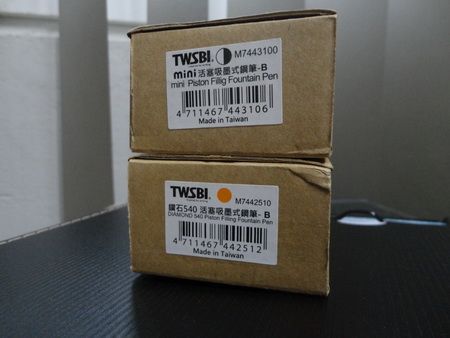 TWSBI M7443100
mini 活塞吸墨式鋼筆-B
mini Piston Fillig Fountain Pen
4 711467 443106
Made in Taiwan
TWSBI M7442510
鑽石540 活塞吸墨式鋼筆- B
DIAMOND 540 Piston Filling Fountain Pen
4 711467 442512
Made in Taiwan